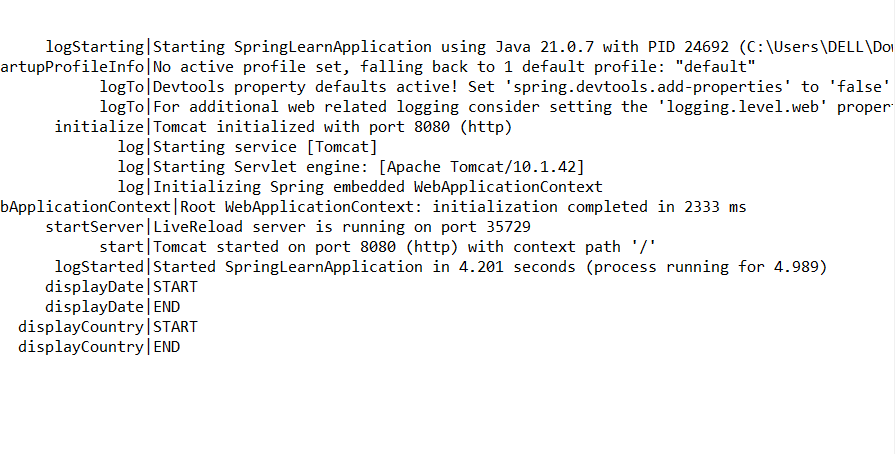 logStarting|Starting SpringLearnApplication using Java 21.0.7 with PID 24692 (C:\Users\DELL\Do
artupProfileInfo|No active profile set, falling back to 1 default profile: "default"
logTo|Devtools property defaults active! Set 'spring.devtools.add-properties' to 'false'
logTo|For additional web related logging consider setting the 'logging.level.web' proper
initialize|Tomcat initialized with port 8080 (http)
log|Starting service [Tomcat]
log|Starting Servlet engine: [Apache Tomcat/10.1.42]
log|Initializing Spring embedded WebApplicationContext
bApplicationContext|Root WebApplicationContext: initialization completed in 2333 ms
startServer|LiveReload server is running on port 35729
start|Tomcat started on port 8080 (http) with context path '/'
logStarted|Started SpringLearnApplication in 4.201 seconds (process running for 4.989)
displayDate|START
displayDate|END
displayCountry|START
displayCountry|END